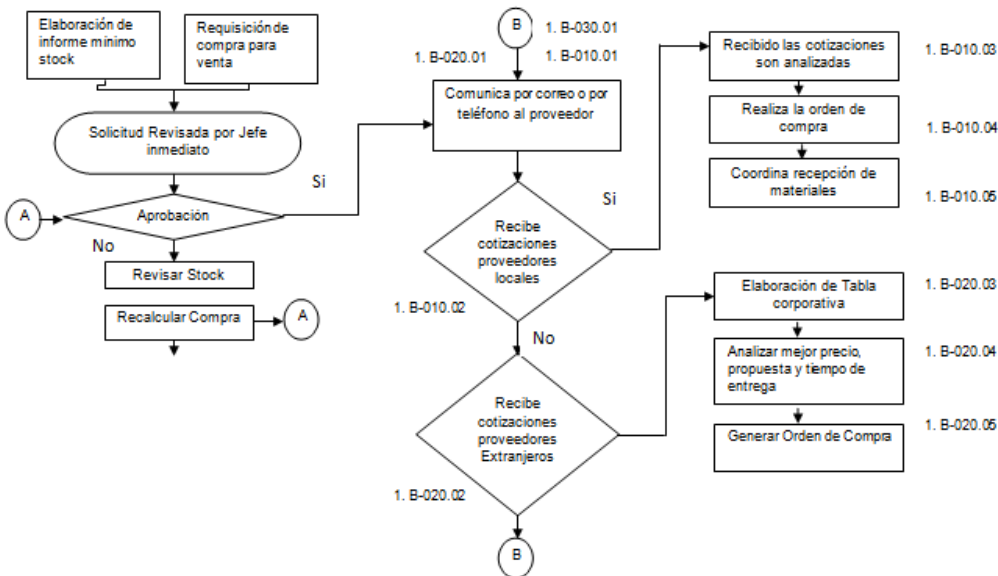 Elaboración de
informe mínimo
stock
Requisición de
compra para
venta
Solicitud Revisada por Jefe
inmediato
Si
A
Aprobación
No
Revisar Stock
Recalcular Compra
A
B
1. B-030.01
1. B-020.01
1. B-010.01
Comunica por correo o por
teléfono al proveedor
Si
Recibe
cotizaciones
proveedores
locales
1. B-010.02
No
Recibe
cotizaciones
proveedores
Extranjeros
1. B-020.02
B
Recibido las cotizaciones
son analizadas
1. B-010.03
Realiza la orden de
compra
1. B-010.04
Coordina recepción de
materiales
1. B-010.05
Elaboración de Tabla
corporativa
1. B-020.03
Analizar mejor precio,
propuesta y tiempo de
entrega
1. B-020.04
Generar Orden de Compra
1. B-020.05